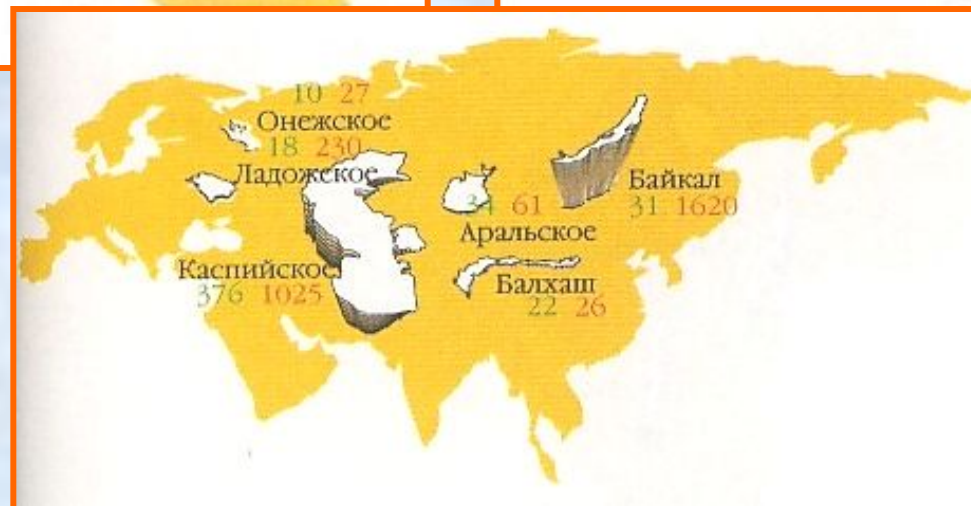 10 27
Онежское
18 230
Ладожское
Байкал
31 1620
34 61
Аральское
Каспийское
376 1025
Балхаш
22 26